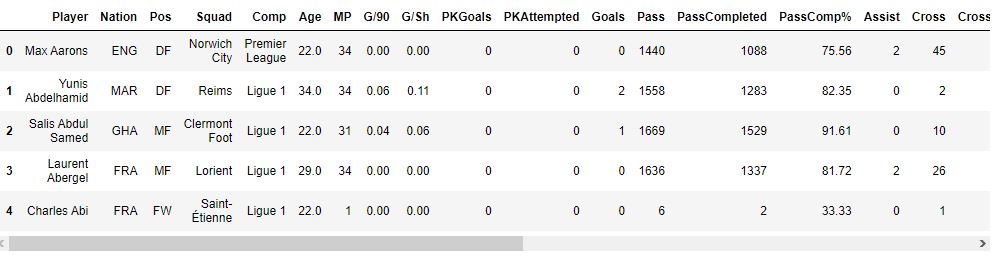 Player Nation Pos Squad Comp Age MP G/90 G/Sh PKGoals PKAttempted Goals Pass PassCompleted PassComp% Assist Cross Cross
0 Max Aarons ENG DF Norwich City Premier League 22.0 34 0.00 0.00 0 0 0 1440 1088 75.56 2 45
1 Yunis Abdelhamid MAR DF Reims Ligue 1 34.0 34 0.06 0.11 0 0 2 1558 1283 82.35 0 2
2 Salis Abdul Samed GHA MF Clermont Foot Ligue 1 22.0 31 0.04 0.06 0 0 1 1669 1529 91.61 0 10
3 Laurent Abergel FRA MF Lorient Ligue 1 29.0 34 0.00 0.00 0 0 0 1636 1337 81.72 2 26
4 Charles Abi FRA FW Saint-Étienne Ligue 1 22.0 1 0.00 0.00 0 0 0 6 2 33.33 0 1